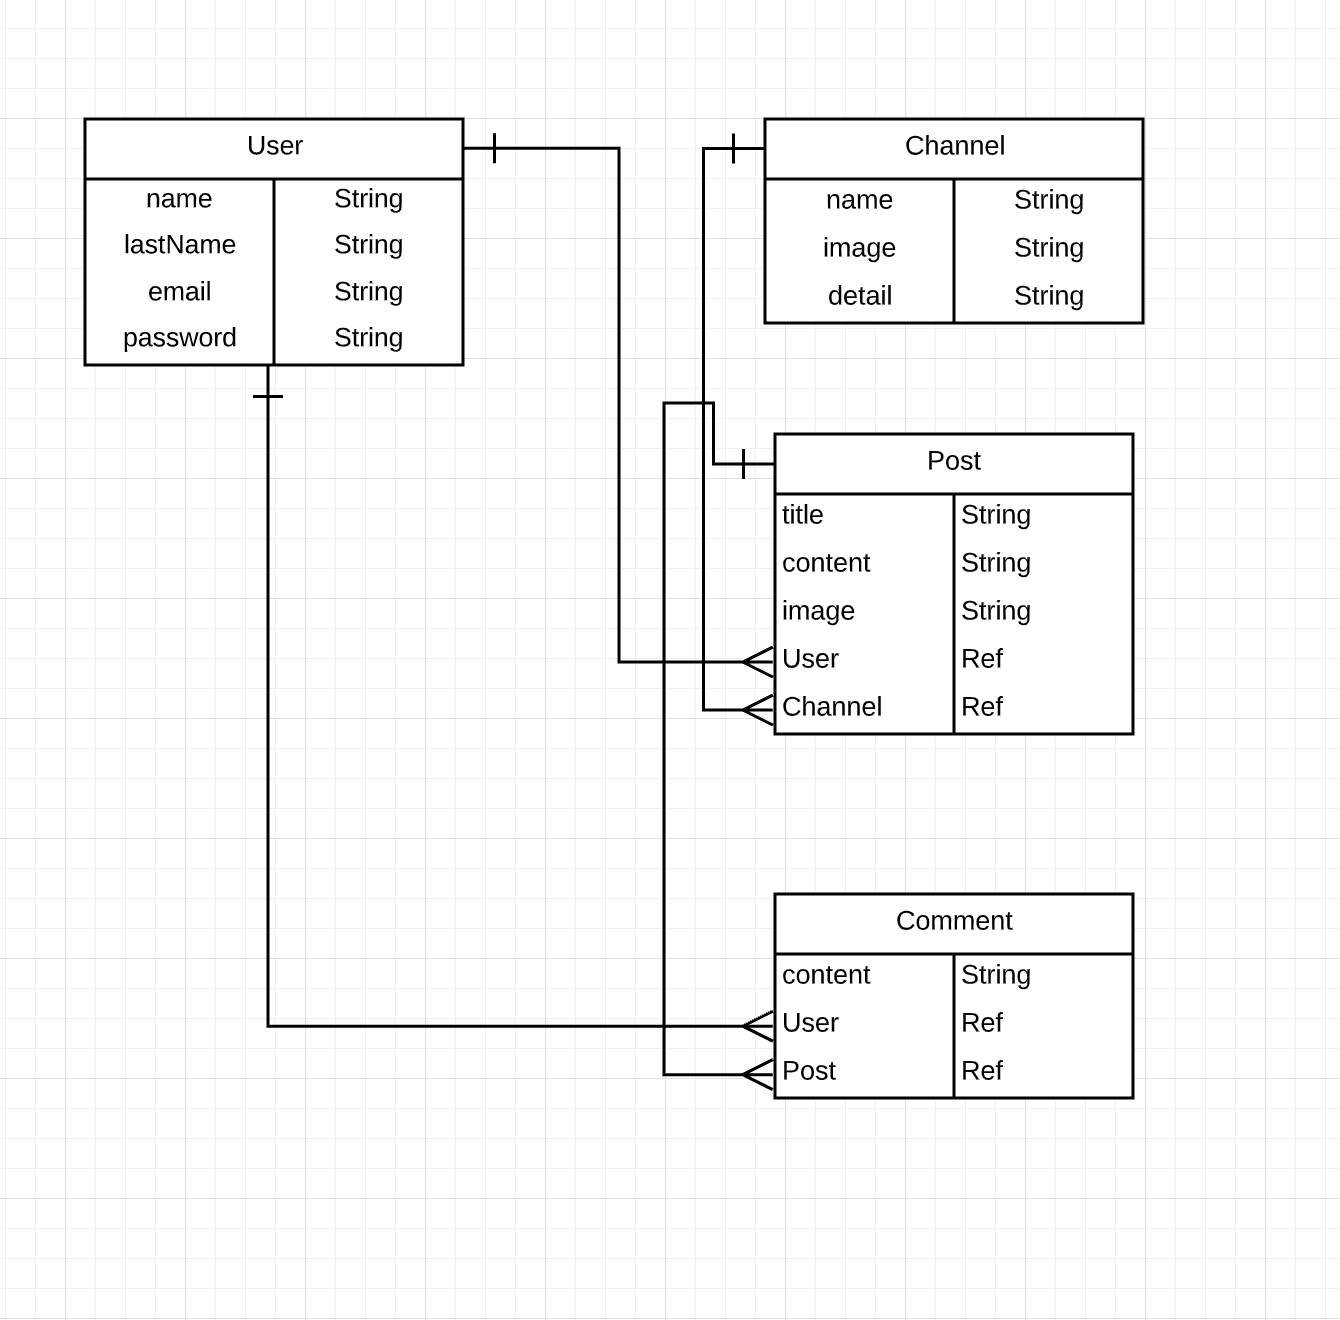 User
name String
lastName String
email String
password String
Channel
name String
image String
detail String
Post
title String
content String
image String
User Ref
Channel Ref
Comment
content String
User Ref
Post Ref